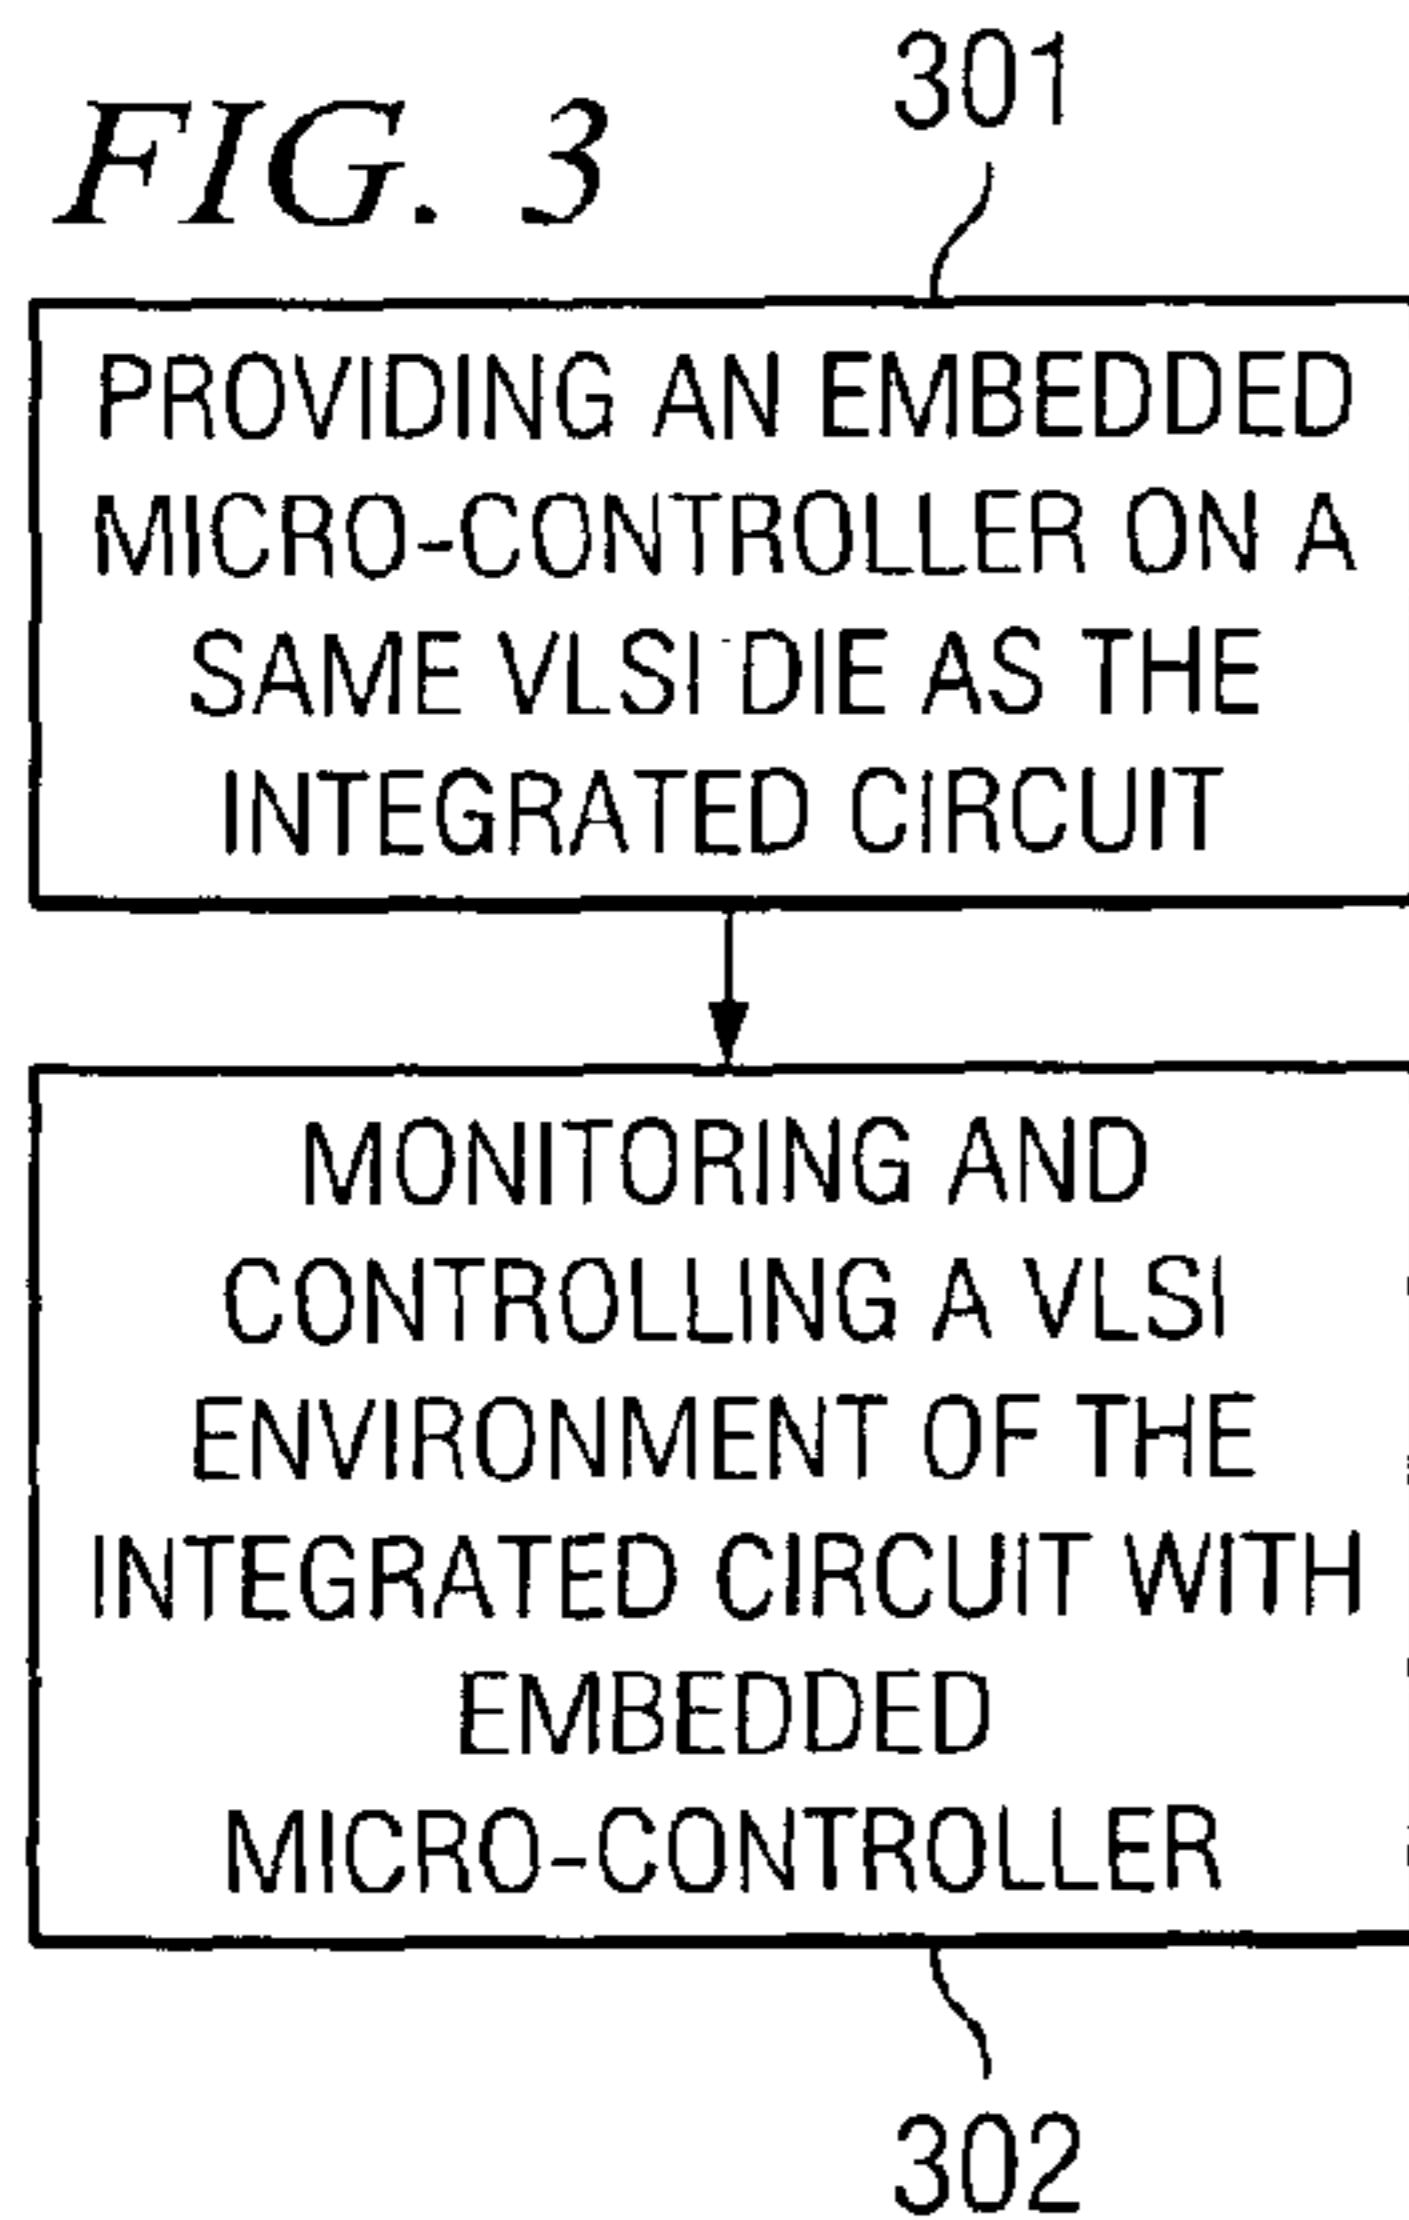 FIG. 3
301
PROVIDING AN EMBEDDED
MICRO-CONTROLLER ON A
SAME VLSI DIE AS THE
INTEGRATED CIRCUIT
MONITORING AND
CONTROLLING A VLSI
ENVIRONMENT OF THE
INTEGRATED CIRCUIT WITH
EMBEDDED
MICRO-CONTROLLER
302